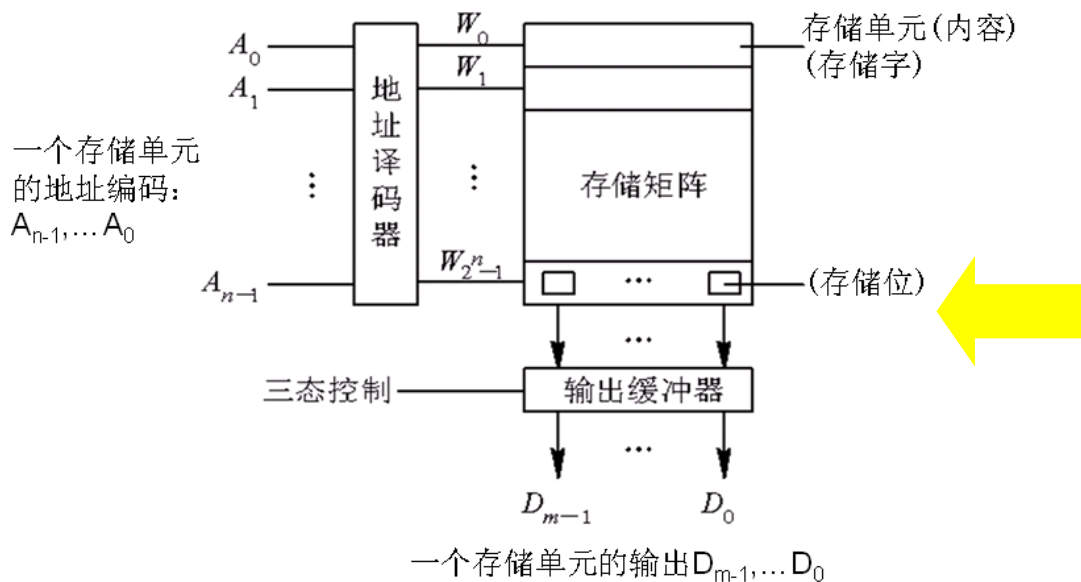 A₀ W₀ 存储单元(内容)
(存储字)
A₁ W₁
地址译码器
一个存储单元
的地址编码：
Aₙ₋₁,…A₀
⋮ ⋮ 存储矩阵
Aₙ₋₁ W₂ⁿ₋₁ … (存储位)
…
三态控制 输出缓冲器
…
Dₘ₋₁ D₀
一个存储单元的输出Dₘ₋₁,…D₀